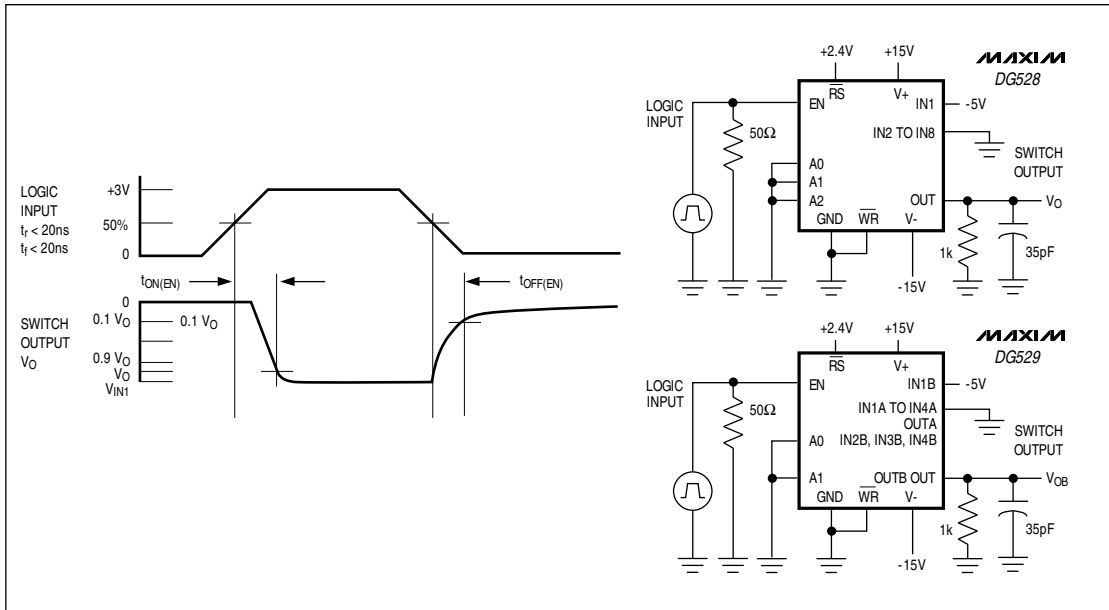 LOGIC
INPUT
tr < 20ns
tf < 20ns
+3V
50%
0
tON(EN)
tOFF(EN)
SWITCH
OUTPUT
VO
0
0.1 VO
0.1 VO
0.9 VO
VO
VIN1
+2.4V
+15V
MAXIM
DG528
LOGIC
INPUT
50Ω
EN
RS
V+
IN1
-5V
IN2 TO IN8
A0
A1
A2
SWITCH
OUTPUT
OUT
VO
GND
WR
V-
1k
35pF
-15V
+2.4V
+15V
MAXIM
DG529
LOGIC
INPUT
50Ω
EN
RS
V+
IN1B
-5V
IN1A TO IN4A
OUTA
IN2B, IN3B, IN4B
A0
A1
SWITCH
OUTPUT
OUTB OUT
VOB
GND
WR
V-
1k
35pF
-15V